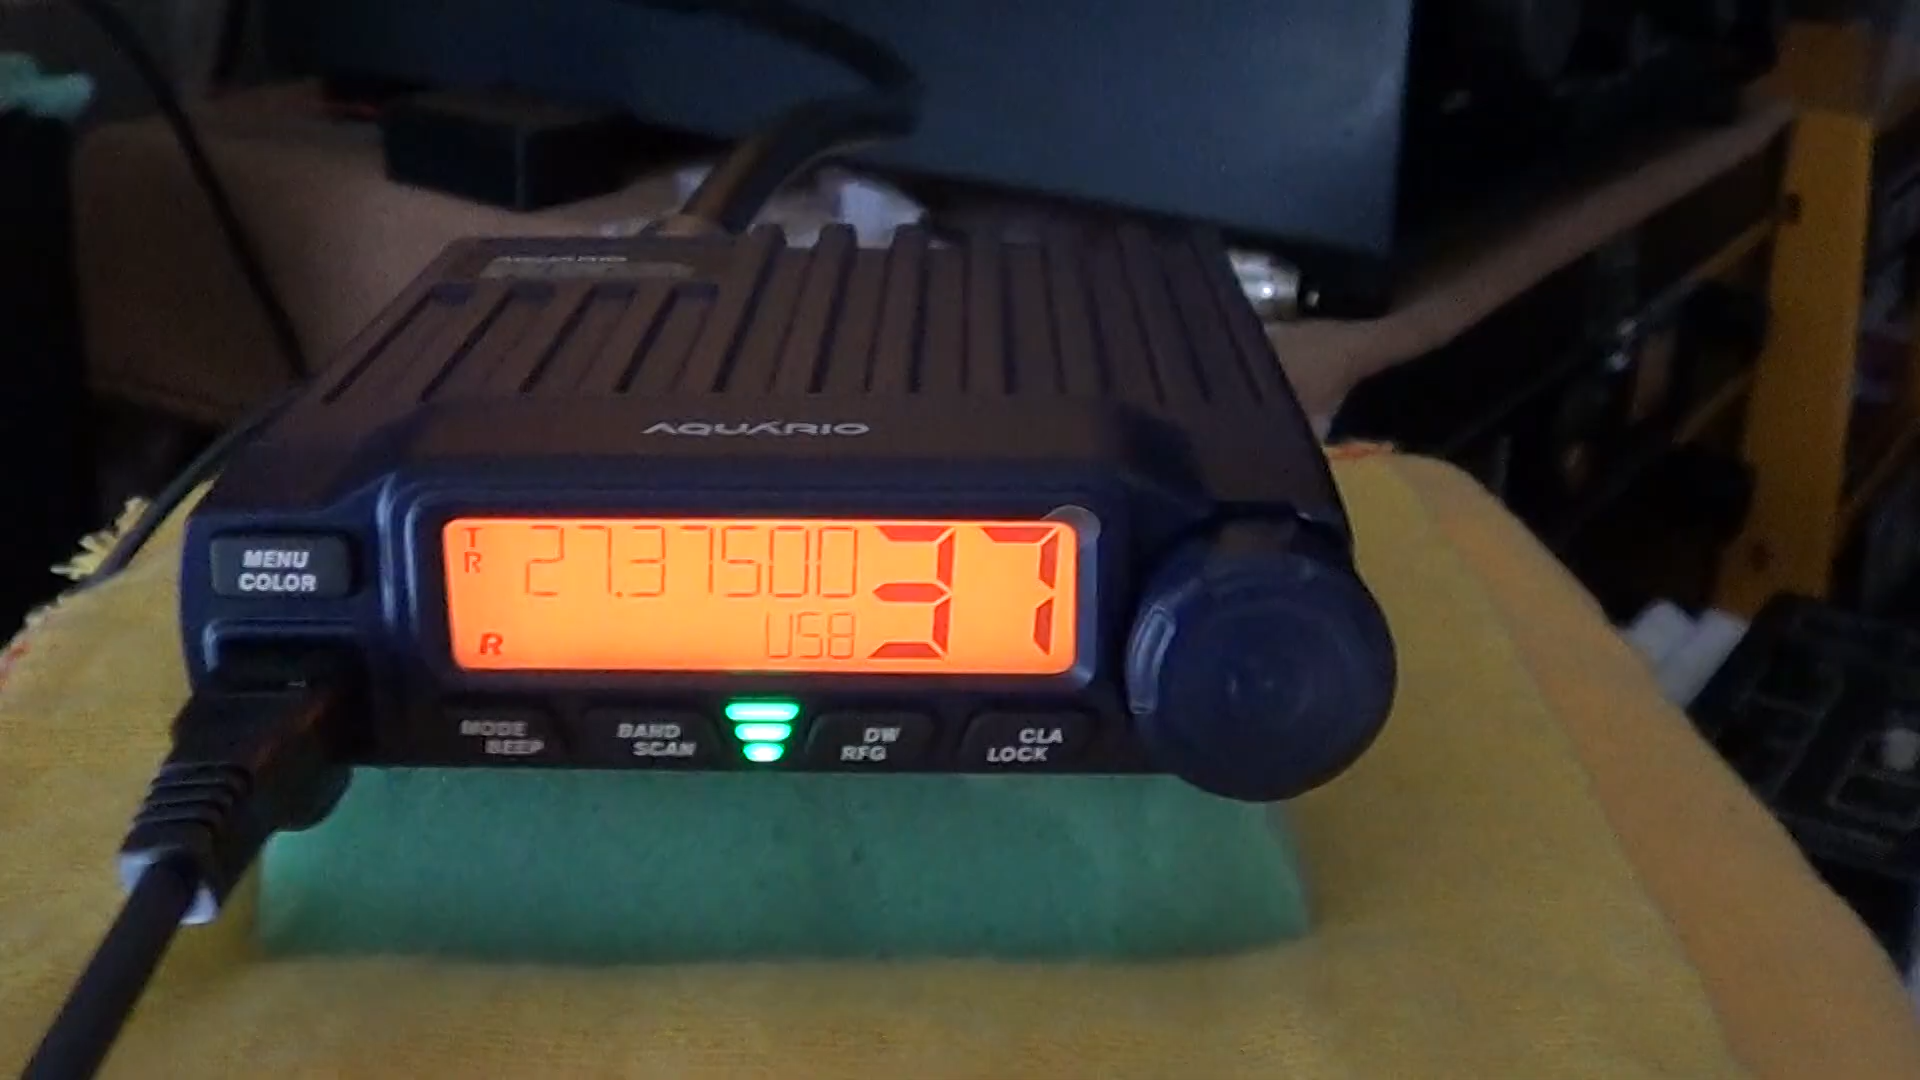 AQUÁRIO
MENU
COLOR
T
R
27.37500
37
R
USB
MODE
BEEP
BAND
SCAN
DW
RFG
CLA
LOCK